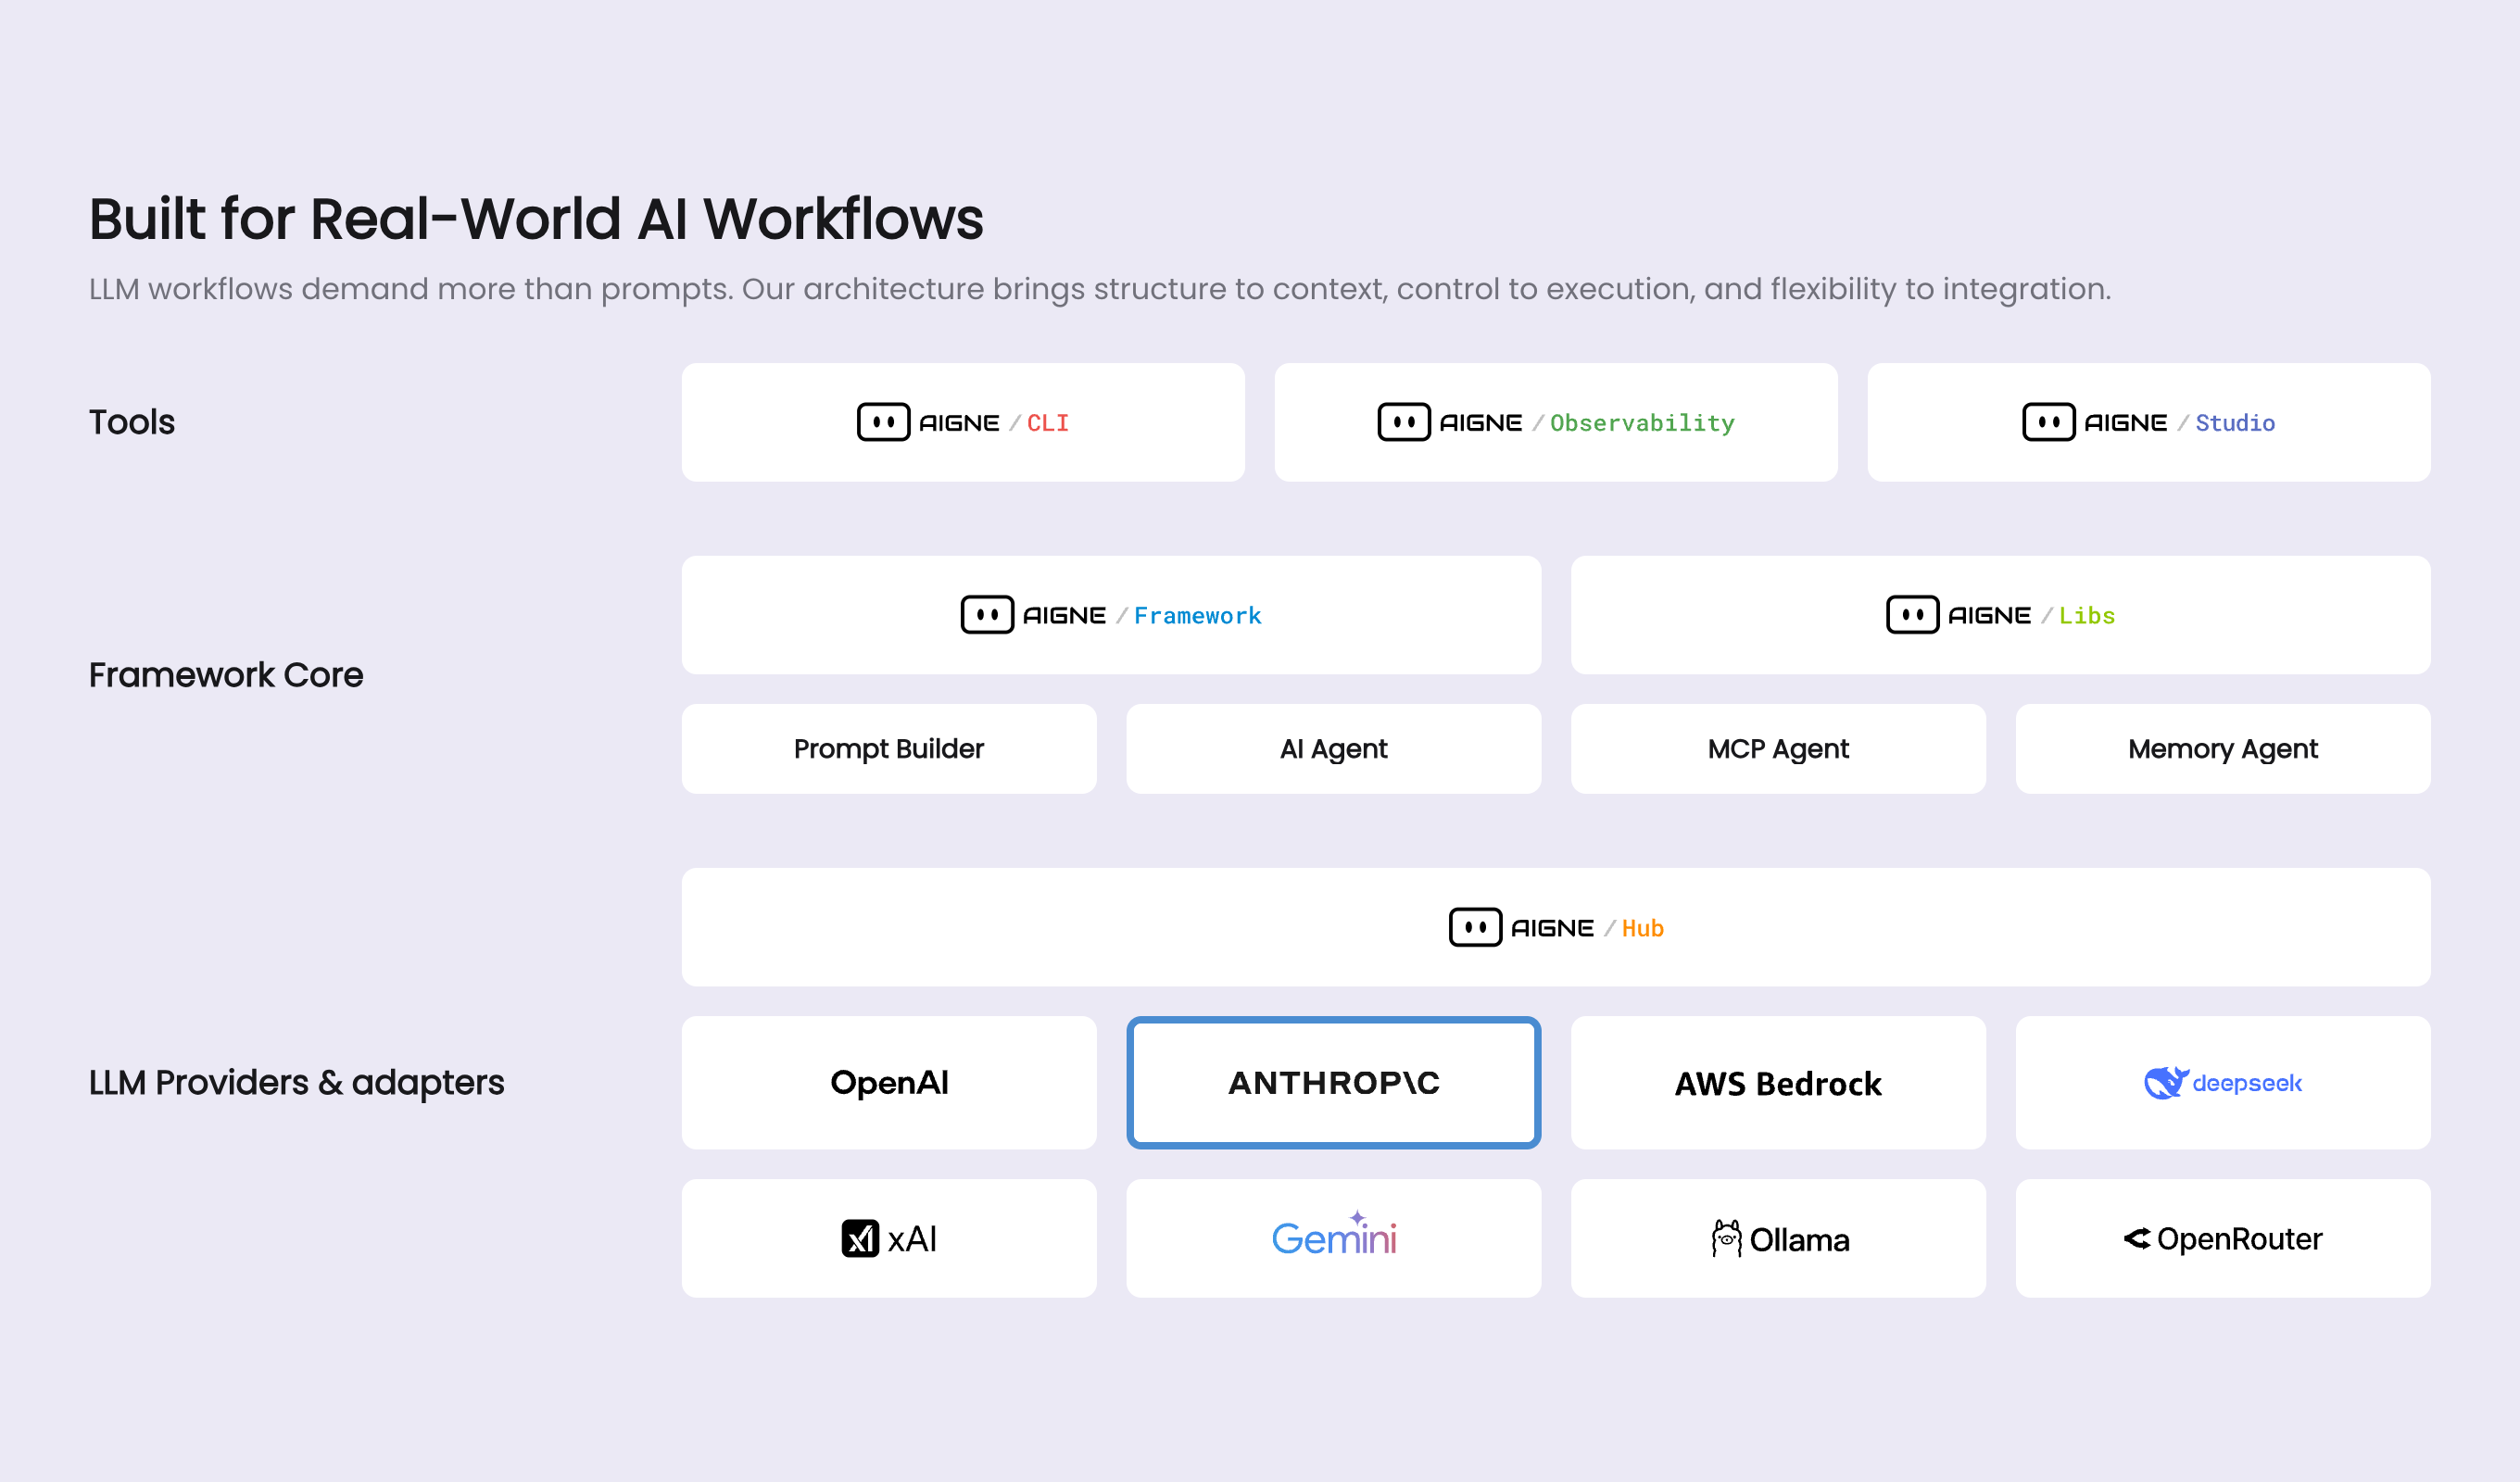 Built for Real-World AI Workflows
LLM workflows demand more than prompts. Our architecture brings structure to context, control to execution, and flexibility to integration.
Tools
AIGNE / CLI
AIGNE / Observability
AIGNE / Studio
Framework Core
AIGNE / Framework
AIGNE / Libs
Prompt Builder
AI Agent
MCP Agent
Memory Agent
AIGNE / Hub
LLM Providers & adapters
OpenAI
ANTHROP\C
AWS Bedrock
deepseek
xAI
Gemini
Ollama
OpenRouter